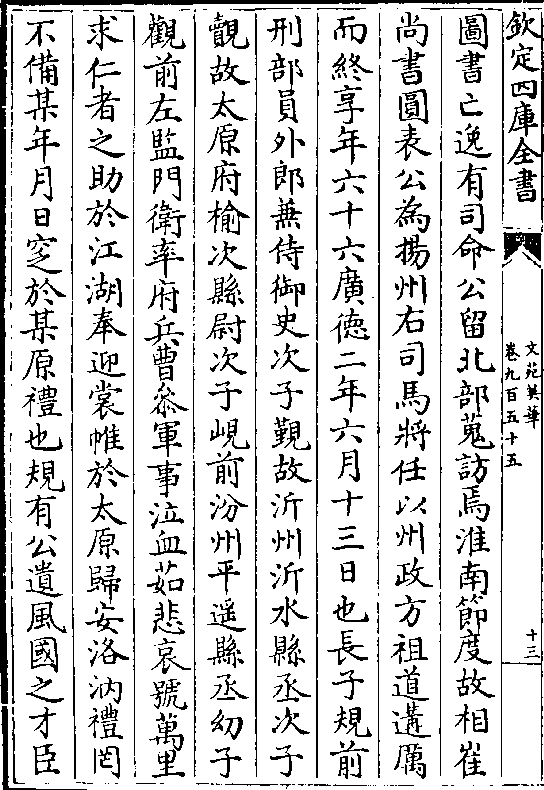 欽定四庫全書
文苑英華
卷九百五十五
十三
圖書亡逸有司命公留北部蒐訪焉淮南節度故相崔
尚書圓表公為揚州右司馬將任以州政方祖道遘厲
而終享年六十六廣德二年六月十三日也長子規前
刑部員外郎兼侍御史次子覲故沂州沂水縣丞次子
覿故太原府榆次縣尉次子峴前汾州平遥縣丞幼子
觀前左監門衛率府兵曹叅軍事泣血茹悲哀號萬里
求仁者之助於江湖奉迎裳帷於太原歸安洛汭禮罔
不備某年月日窆於某原禮也規有公遺風國之才臣